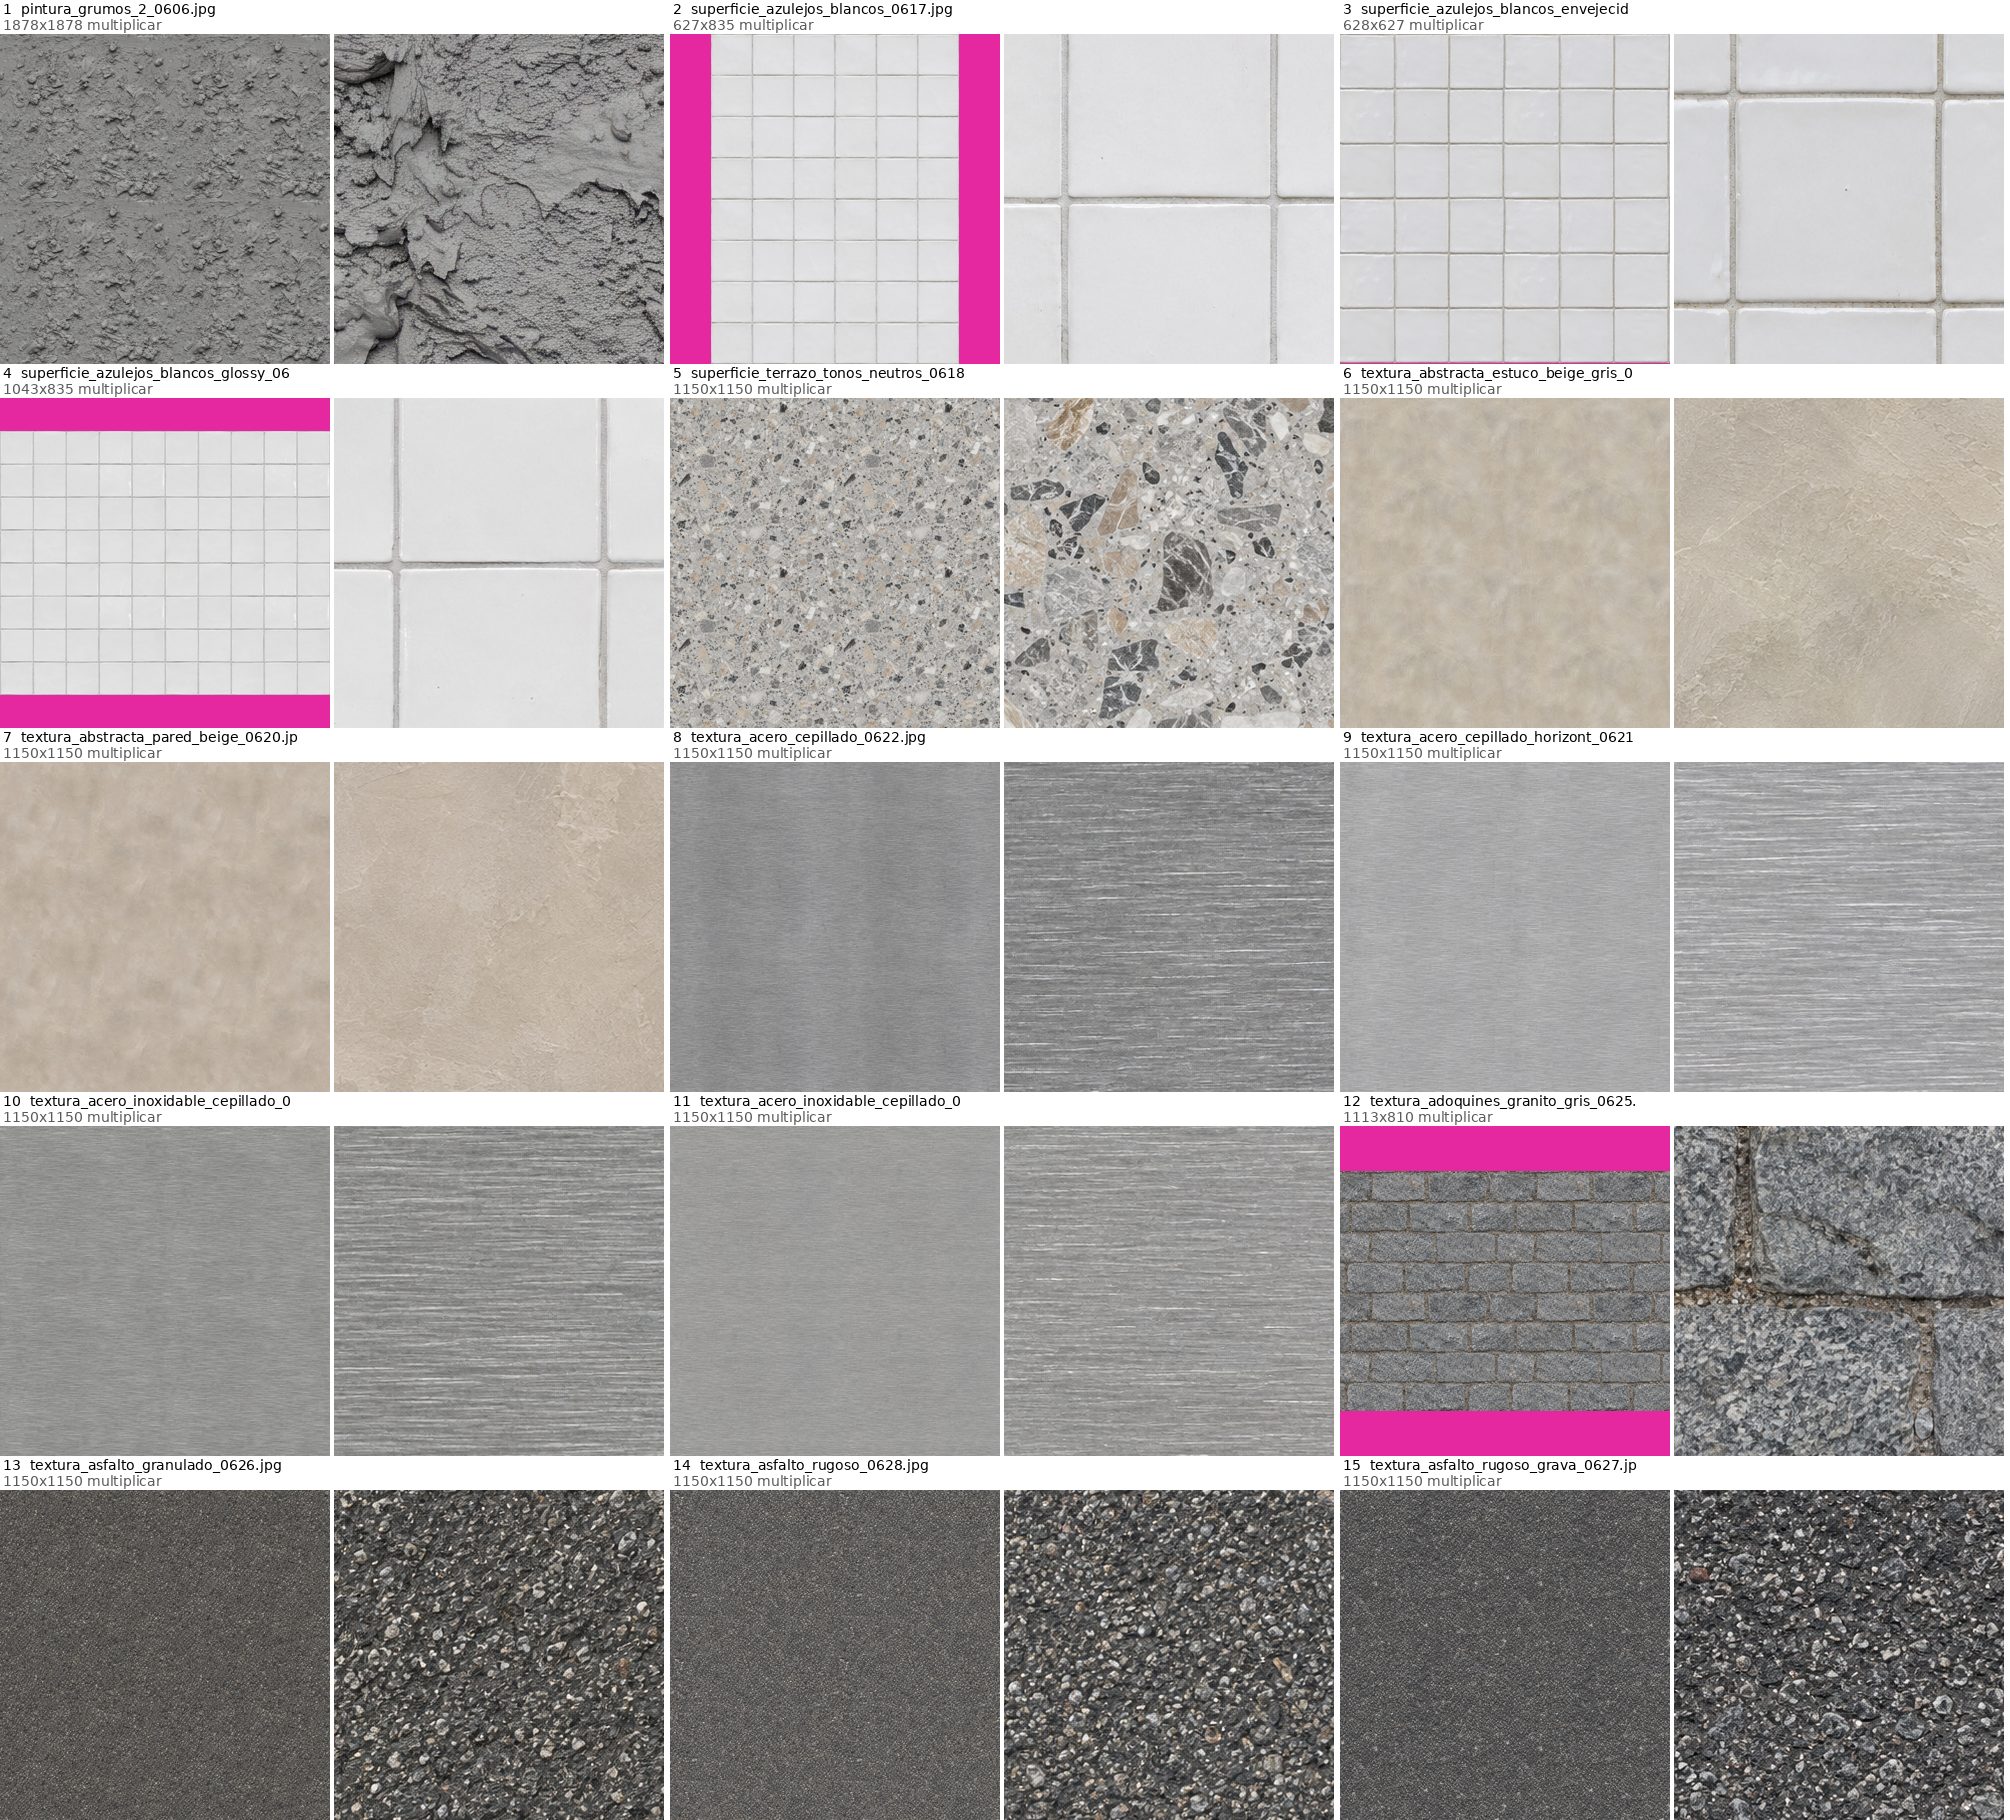 1  pintura_grumos_2_0606.jpg
1878x1878 multiplicar
2  superficie_azulejos_blancos_0617.jpg
627x835 multiplicar
3  superficie_azulejos_blancos_envejecid
628x627 multiplicar
4  superficie_azulejos_blancos_glossy_06
1043x835 multiplicar
5  superficie_terrazo_tonos_neutros_0618
1150x1150 multiplicar
6  textura_abstracta_estuco_beige_gris_0
1150x1150 multiplicar
7  textura_abstracta_pared_beige_0620.jp
1150x1150 multiplicar
8  textura_acero_cepillado_0622.jpg
1150x1150 multiplicar
9  textura_acero_cepillado_horizont_0621
1150x1150 multiplicar
10  textura_acero_inoxidable_cepillado_0
1150x1150 multiplicar
11  textura_acero_inoxidable_cepillado_0
1150x1150 multiplicar
12  textura_adoquines_granito_gris_0625.
1113x810 multiplicar
13  textura_asfalto_granulado_0626.jpg
1150x1150 multiplicar
14  textura_asfalto_rugoso_0628.jpg
1150x1150 multiplicar
15  textura_asfalto_rugoso_grava_0627.jp
1150x1150 multiplicar